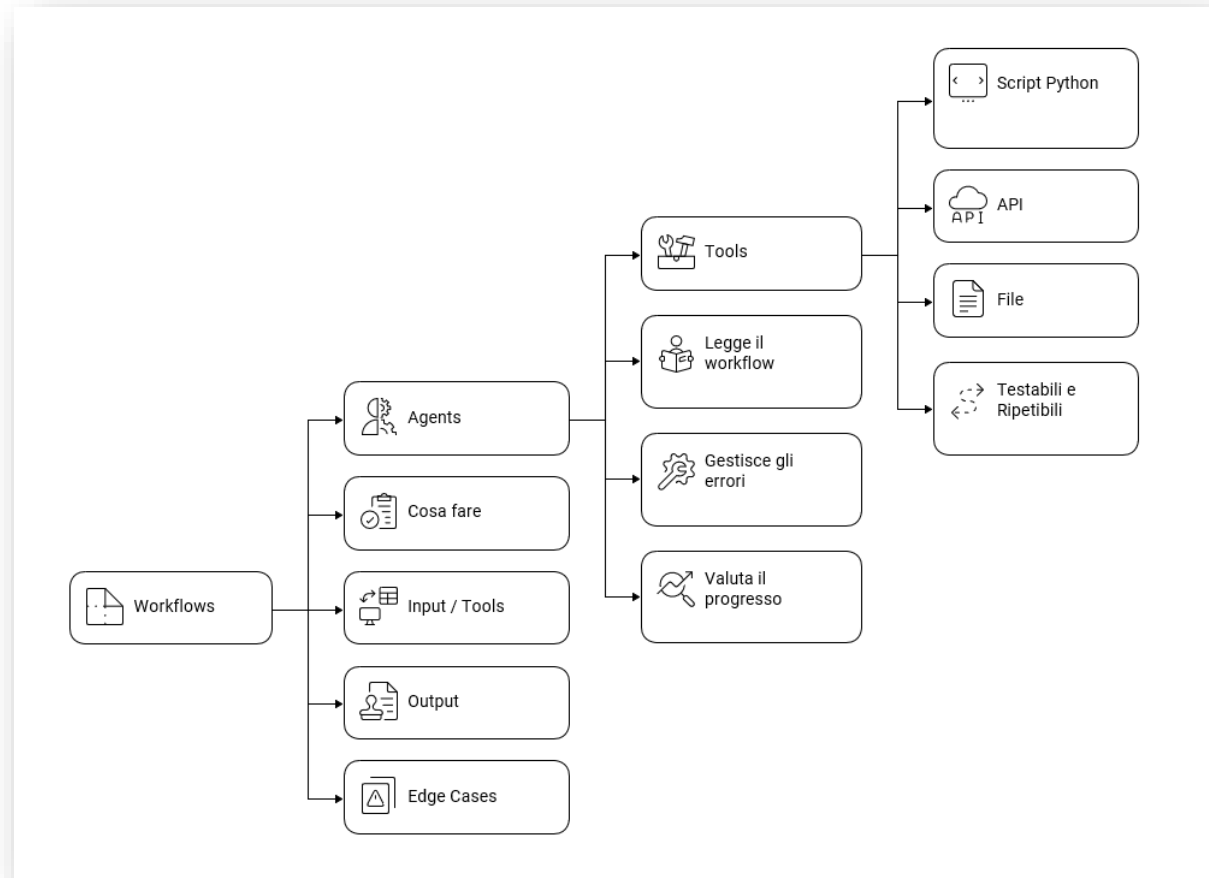 Script Python
API
API
Tools
File
Legge il
workflow
Testabili e
Ripetibili
Agents
Gestisce gli
errori
Cosa fare
Valuta il
progresso
Workflows
Input / Tools
Output
Edge Cases